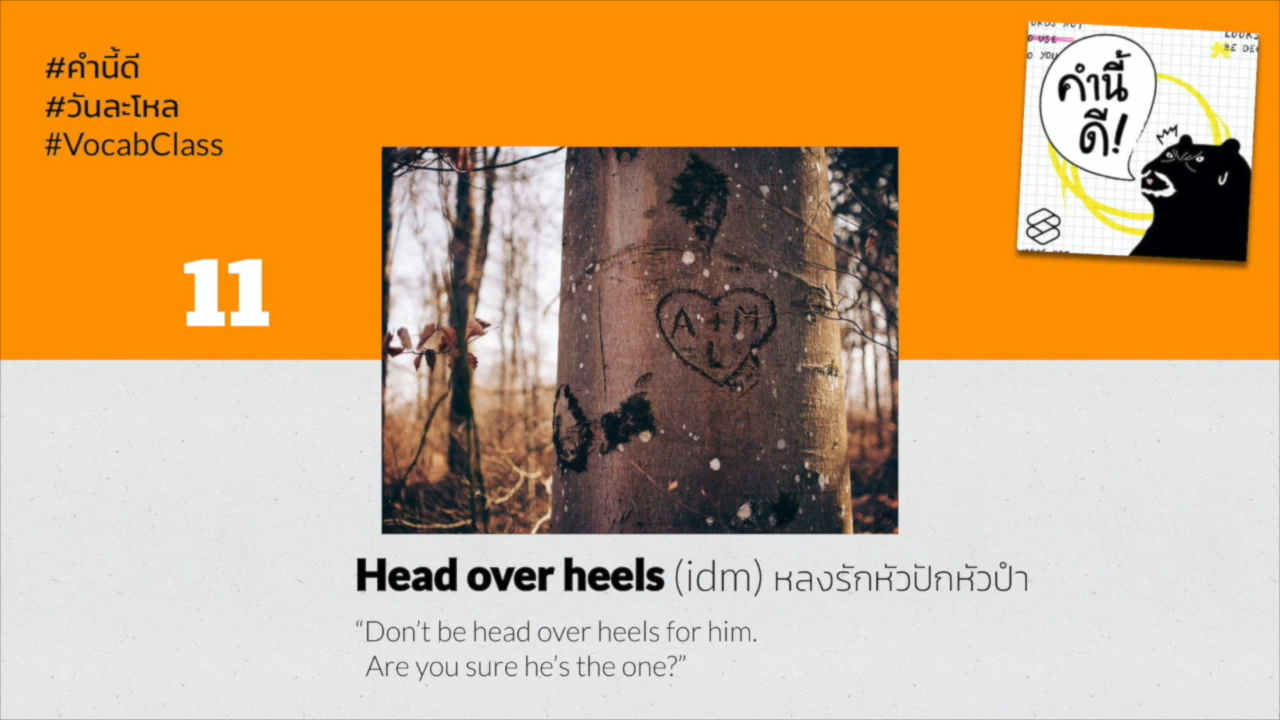 #คำนี้ดี
#วันละโหล
#VocabClass
คำนี้
ดี!
11
A + M
L
Head over heels (idm) หลงรักหัวปักหัวปำ
“Don’t be head over heels for him.
Are you sure he’s the one?”